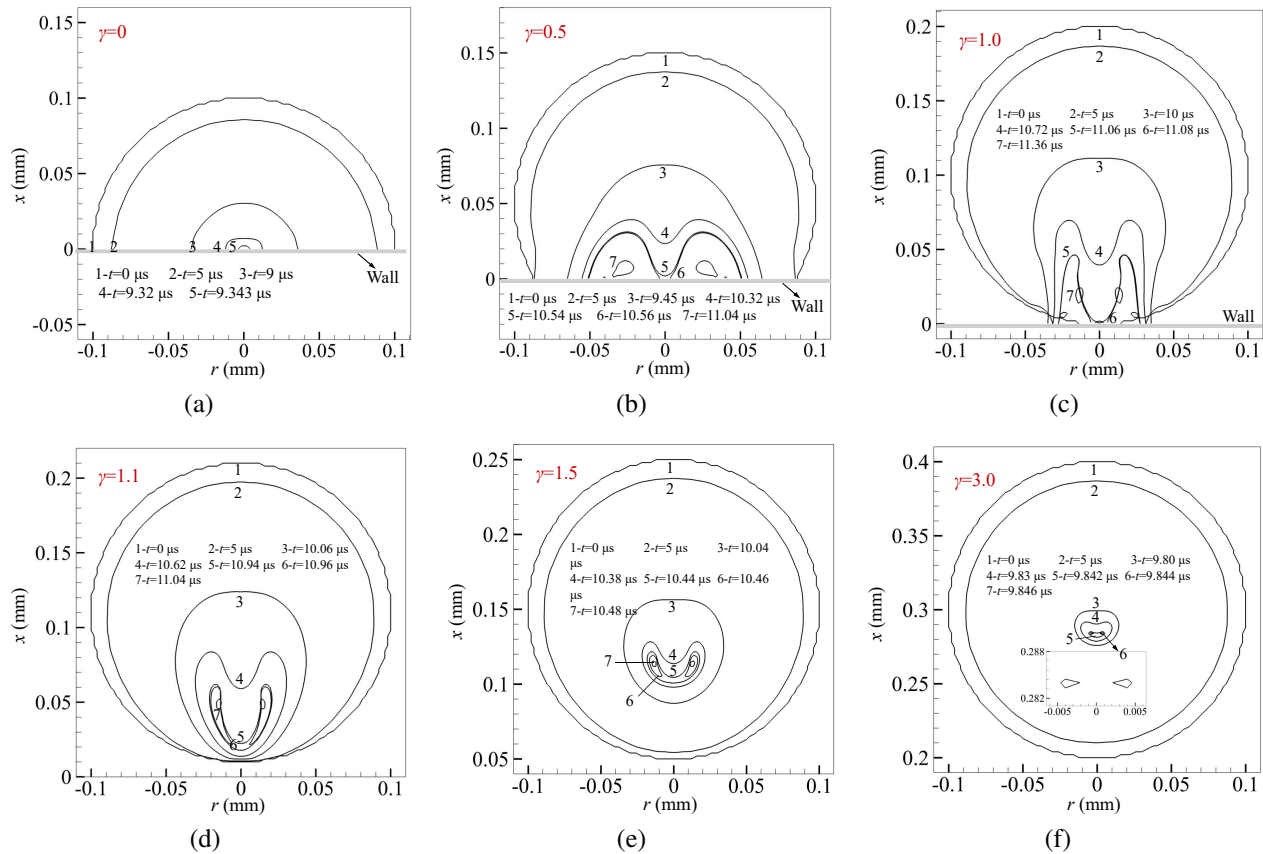 γ=0
0.15
0.1
0.05
0
-0.05
x (mm)
1 2 3 4 5
1-t=0 µs 2-t=5 µs 3-t=9 µs
4-t=9.32 µs 5-t=9.343 µs
Wall
-0.1 -0.05 0 0.05 0.1
r (mm)
(a)
γ=0.5
0.15
0.1
0.05
0
x (mm)
1
2
3
4
7 5 6
1-t=0 µs 2-t=5 µs 3-t=9.45 µs 4-t=10.32 µs
5-t=10.54 µs 6-t=10.56 µs 7-t=11.04 µs
Wall
-0.1 -0.05 0 0.05 0.1
r (mm)
(b)
γ=1.0
0.2
0.15
0.1
0.05
0
x (mm)
1
2
1-t=0 µs 2-t=5 µs 3-t=10 µs
4-t=10.72 µs 5-t=11.06 µs 6-t=11.08 µs
7-t=11.36 µs
3
5 4
7
6
Wall
-0.1 -0.05 0 0.05 0.1
r (mm)
(c)
γ=1.1
0.2
0.15
0.1
0.05
0
x (mm)
1
2
1-t=0 µs 2-t=5 µs 3-t=10.06 µs
4-t=10.62 µs 5-t=10.94 µs 6-t=10.96 µs
7-t=11.04 µs
3
4
7
5
6
-0.1 -0.05 0 0.05 0.1
r (mm)
(d)
γ=1.5
0.25
0.2
0.15
0.1
0.05
x (mm)
1
2
1-t=0 µs 2-t=5 µs 3-t=10.04
µs
4-t=10.38 µs 5-t=10.44 µs 6-t=10.46
µs
7-t=10.48 µs
3
4
7 5
6
-0.1 -0.05 0 0.05 0.1
r (mm)
(e)
γ=3.0
0.4
0.35
0.3
0.25
0.2
x (mm)
1
2
1-t=0 µs 2-t=5 µs 3-t=9.80 µs
4-t=9.83 µs 5-t=9.842 µs 6-t=9.844 µs
7-t=9.846 µs
3
4
5 6
0.288
0.282
-0.005 0 0.005
-0.1 -0.05 0 0.05 0.1
r (mm)
(f)